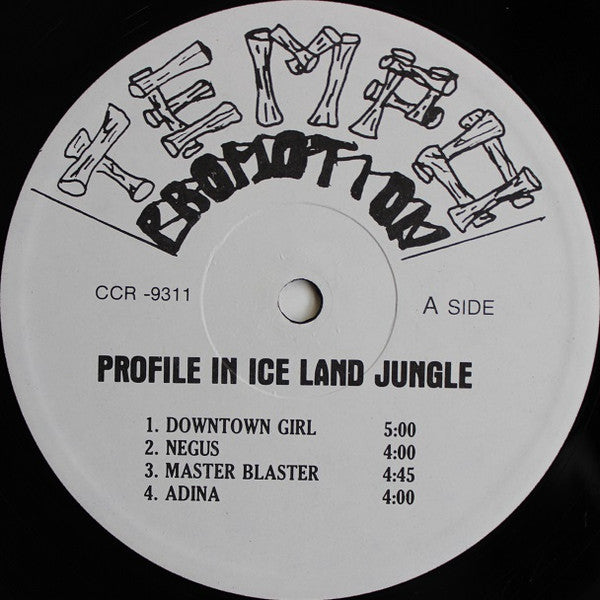 TEMPO
PROMOTION
CCR -9311
A SIDE
PROFILE IN ICE LAND JUNGLE
1. DOWNTOWN GIRL 5:00
2. NEGUS 4:00
3. MASTER BLASTER 4:45
4. ADINA 4:00